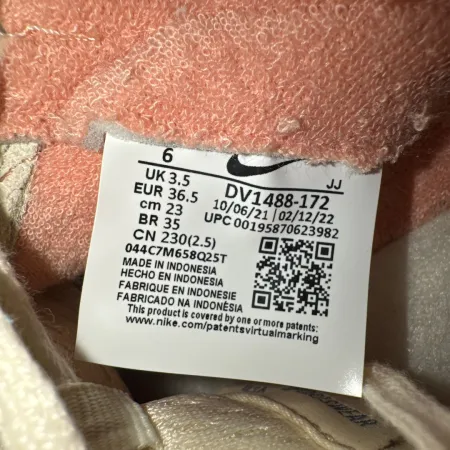 6
UK 3.5
EUR 36.5
cm 23
BR 35
CN 230(2.5)
JJ
DV1488-172
10/06/21 | 02/12/22
UPC 00195870623982
044C7M658Q25T
MADE IN INDONESIA
HECHO EN INDONESIA
FABRIQUE EN INDONESIE
FABRICADO NA INDONÈSIA
This product is covered by one or more patents:
www.nike.com/patentsvirtualmarking